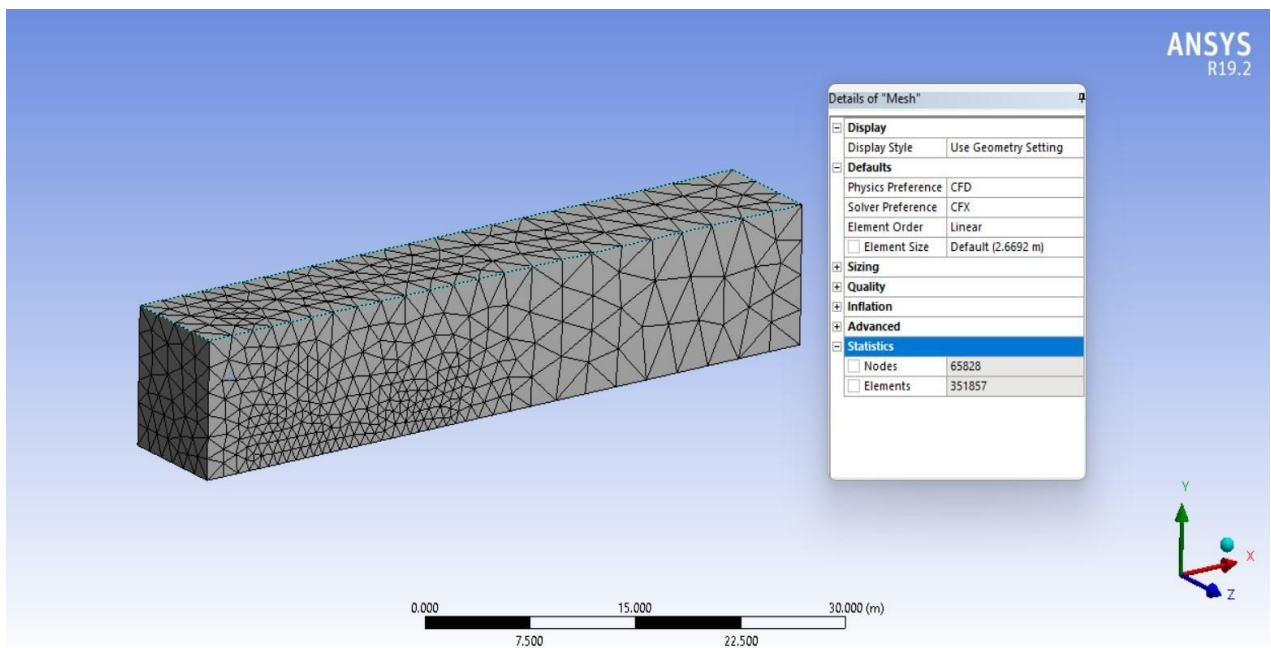 ANSYS
R19.2
Details of "Mesh"
Display
Display Style Use Geometry Setting
Defaults
Physics Preference CFD
Solver Preference CFX
Element Order Linear
Element Size Default (2.6692 m)
Sizing
Quality
Inflation
Advanced
Statistics
Nodes 65828
Elements 351857
Y
X
Z
0.000 15.000 30.000 (m)
7.500 22.500